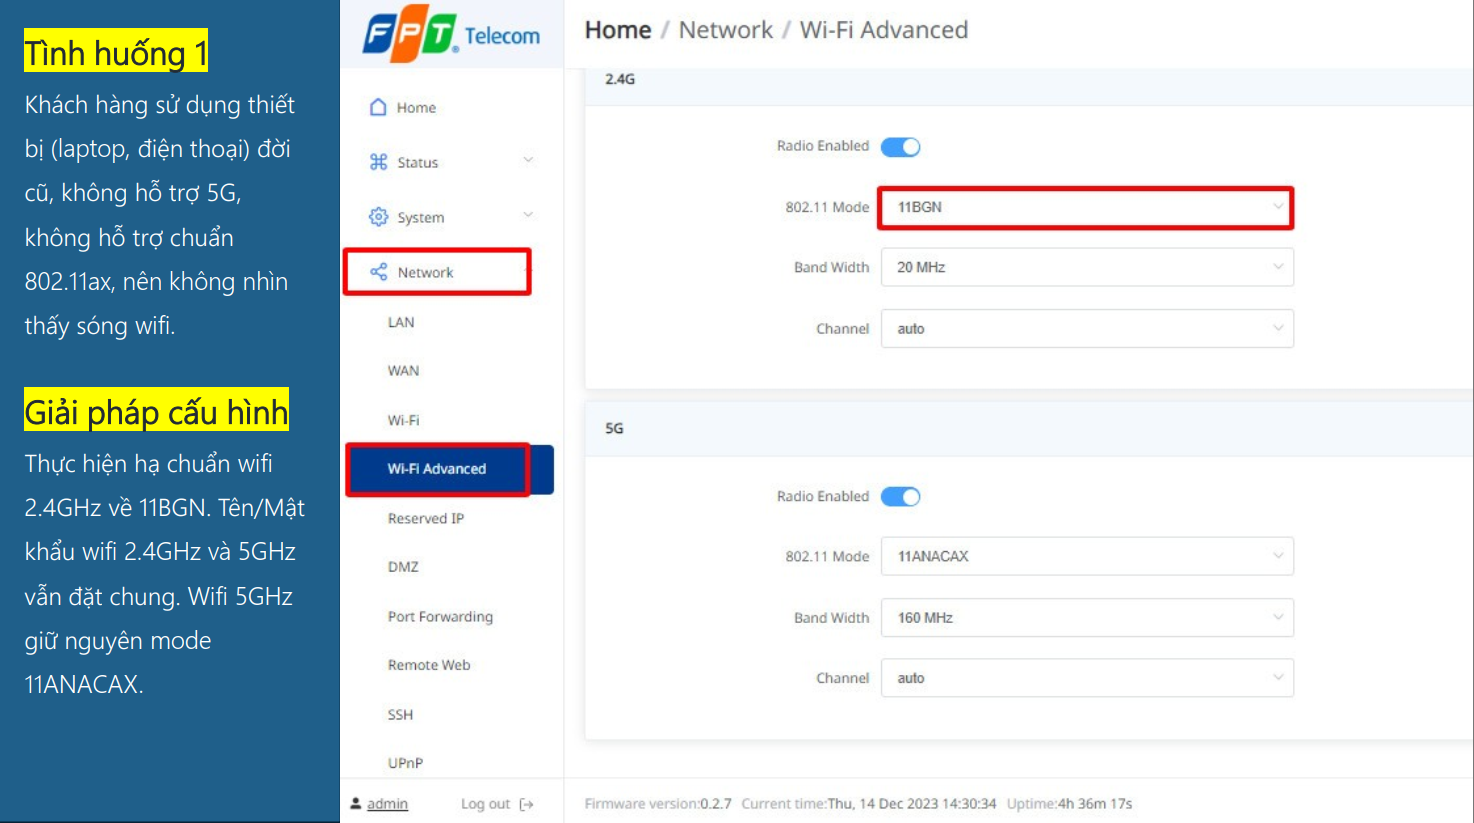 Tình huống 1
Khách hàng sử dụng thiết
bị (laptop, điện thoại) đời
cũ, không hỗ trợ 5G,
không hỗ trợ chuẩn
802.11ax, nên không nhìn
thấy sóng wifi.
Giải pháp cấu hình
Thực hiện hạ chuẩn wifi
2.4GHz về 11BGN. Tên/Mật
khẩu wifi 2.4GHz và 5GHz
vẫn đặt chung. Wifi 5GHz
giữ nguyên mode
11ANACAX.
FPT Telecom
Home
Status
System
Network
LAN
WAN
Wi-Fi
Wi-Fi Advanced
Reserved IP
DMZ
Port Forwarding
Remote Web
SSH
UPnP
admin Log out
Home / Network / Wi-Fi Advanced
2.4G
Radio Enabled
802.11 Mode 11BGN
Band Width 20 MHz
Channel auto
5G
Radio Enabled
802.11 Mode 11ANACAX
Band Width 160 MHz
Channel auto
Firmware version:0.2.7 Current time:Thu, 14 Dec 2023 14:30:34 Uptime:4h 36m 17s